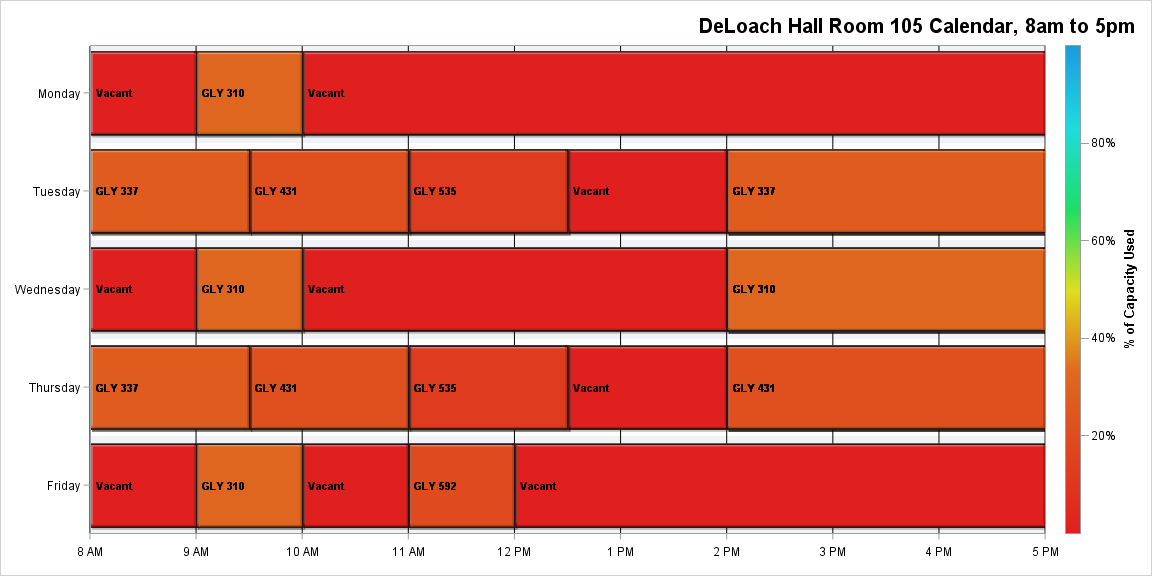 DeLoach Hall Room 105 Calendar, 8am to 5pm
Monday
Vacant
GLY 310
Vacant
Tuesday
GLY 337
GLY 431
GLY 535
Vacant
GLY 337
Wednesday
Vacant
GLY 310
Vacant
GLY 310
Thursday
GLY 337
GLY 431
GLY 535
Vacant
GLY 431
Friday
Vacant
GLY 310
Vacant
GLY 592
Vacant
8 AM
9 AM
10 AM
11 AM
12 PM
1 PM
2 PM
3 PM
4 PM
5 PM
80%
60%
40%
20%
% of Capacity Used